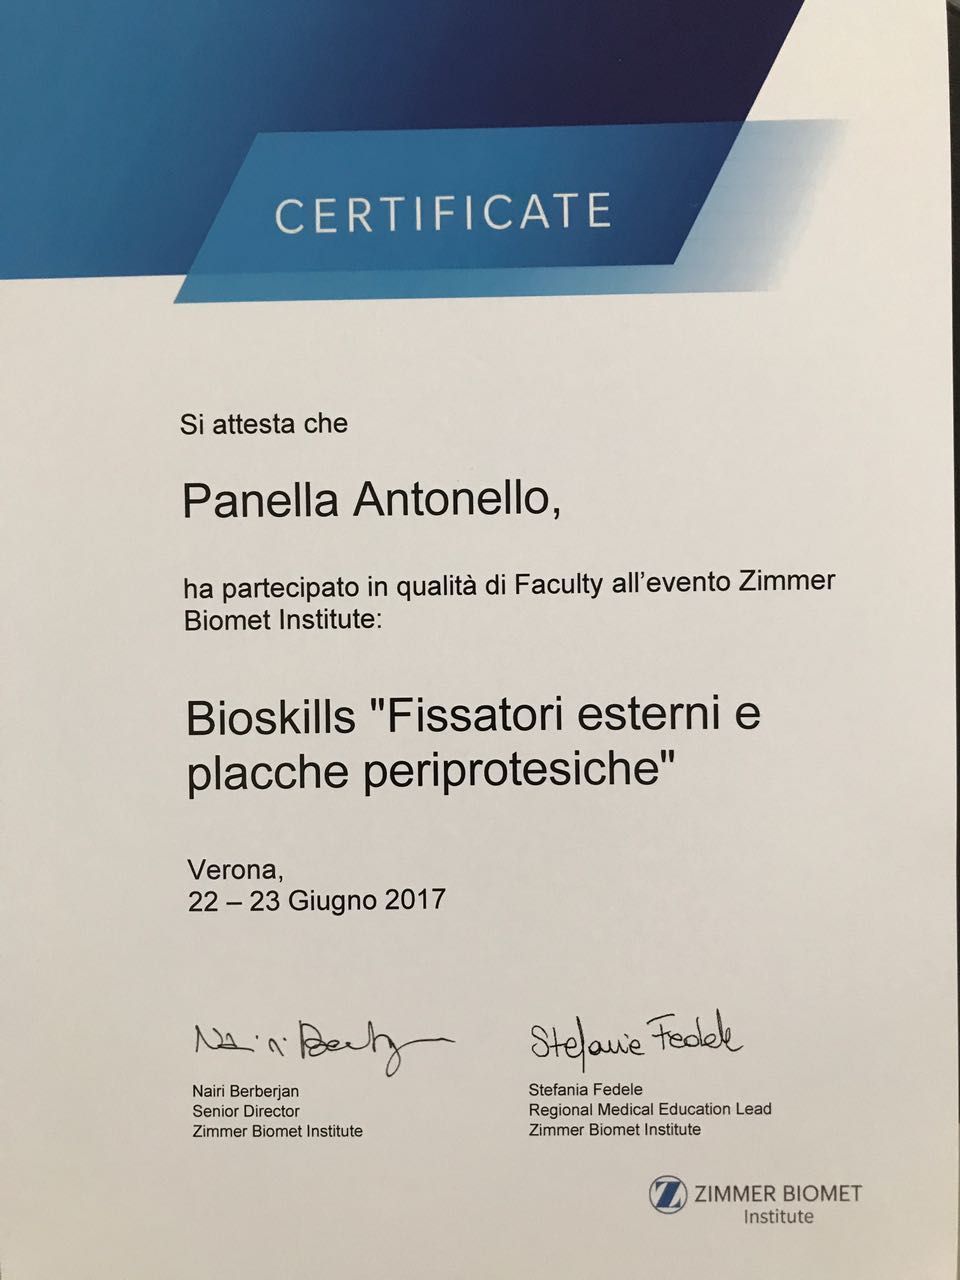 CERTIFICATE
Si attesta che
Panella Antonello,
ha partecipato in qualità di Faculty all'evento Zimmer
Biomet Institute:
Bioskills "Fissatori esterni e
placche periprotesiche"
Verona,
22 – 23 Giugno 2017
Nairi Berberjan
Stefanie Fedele
Nairi Berberjan
Senior Director
Zimmer Biomet Institute
Stefania Fedele
Regional Medical Education Lead
Zimmer Biomet Institute
Z ZIMMER BIOMET
Institute